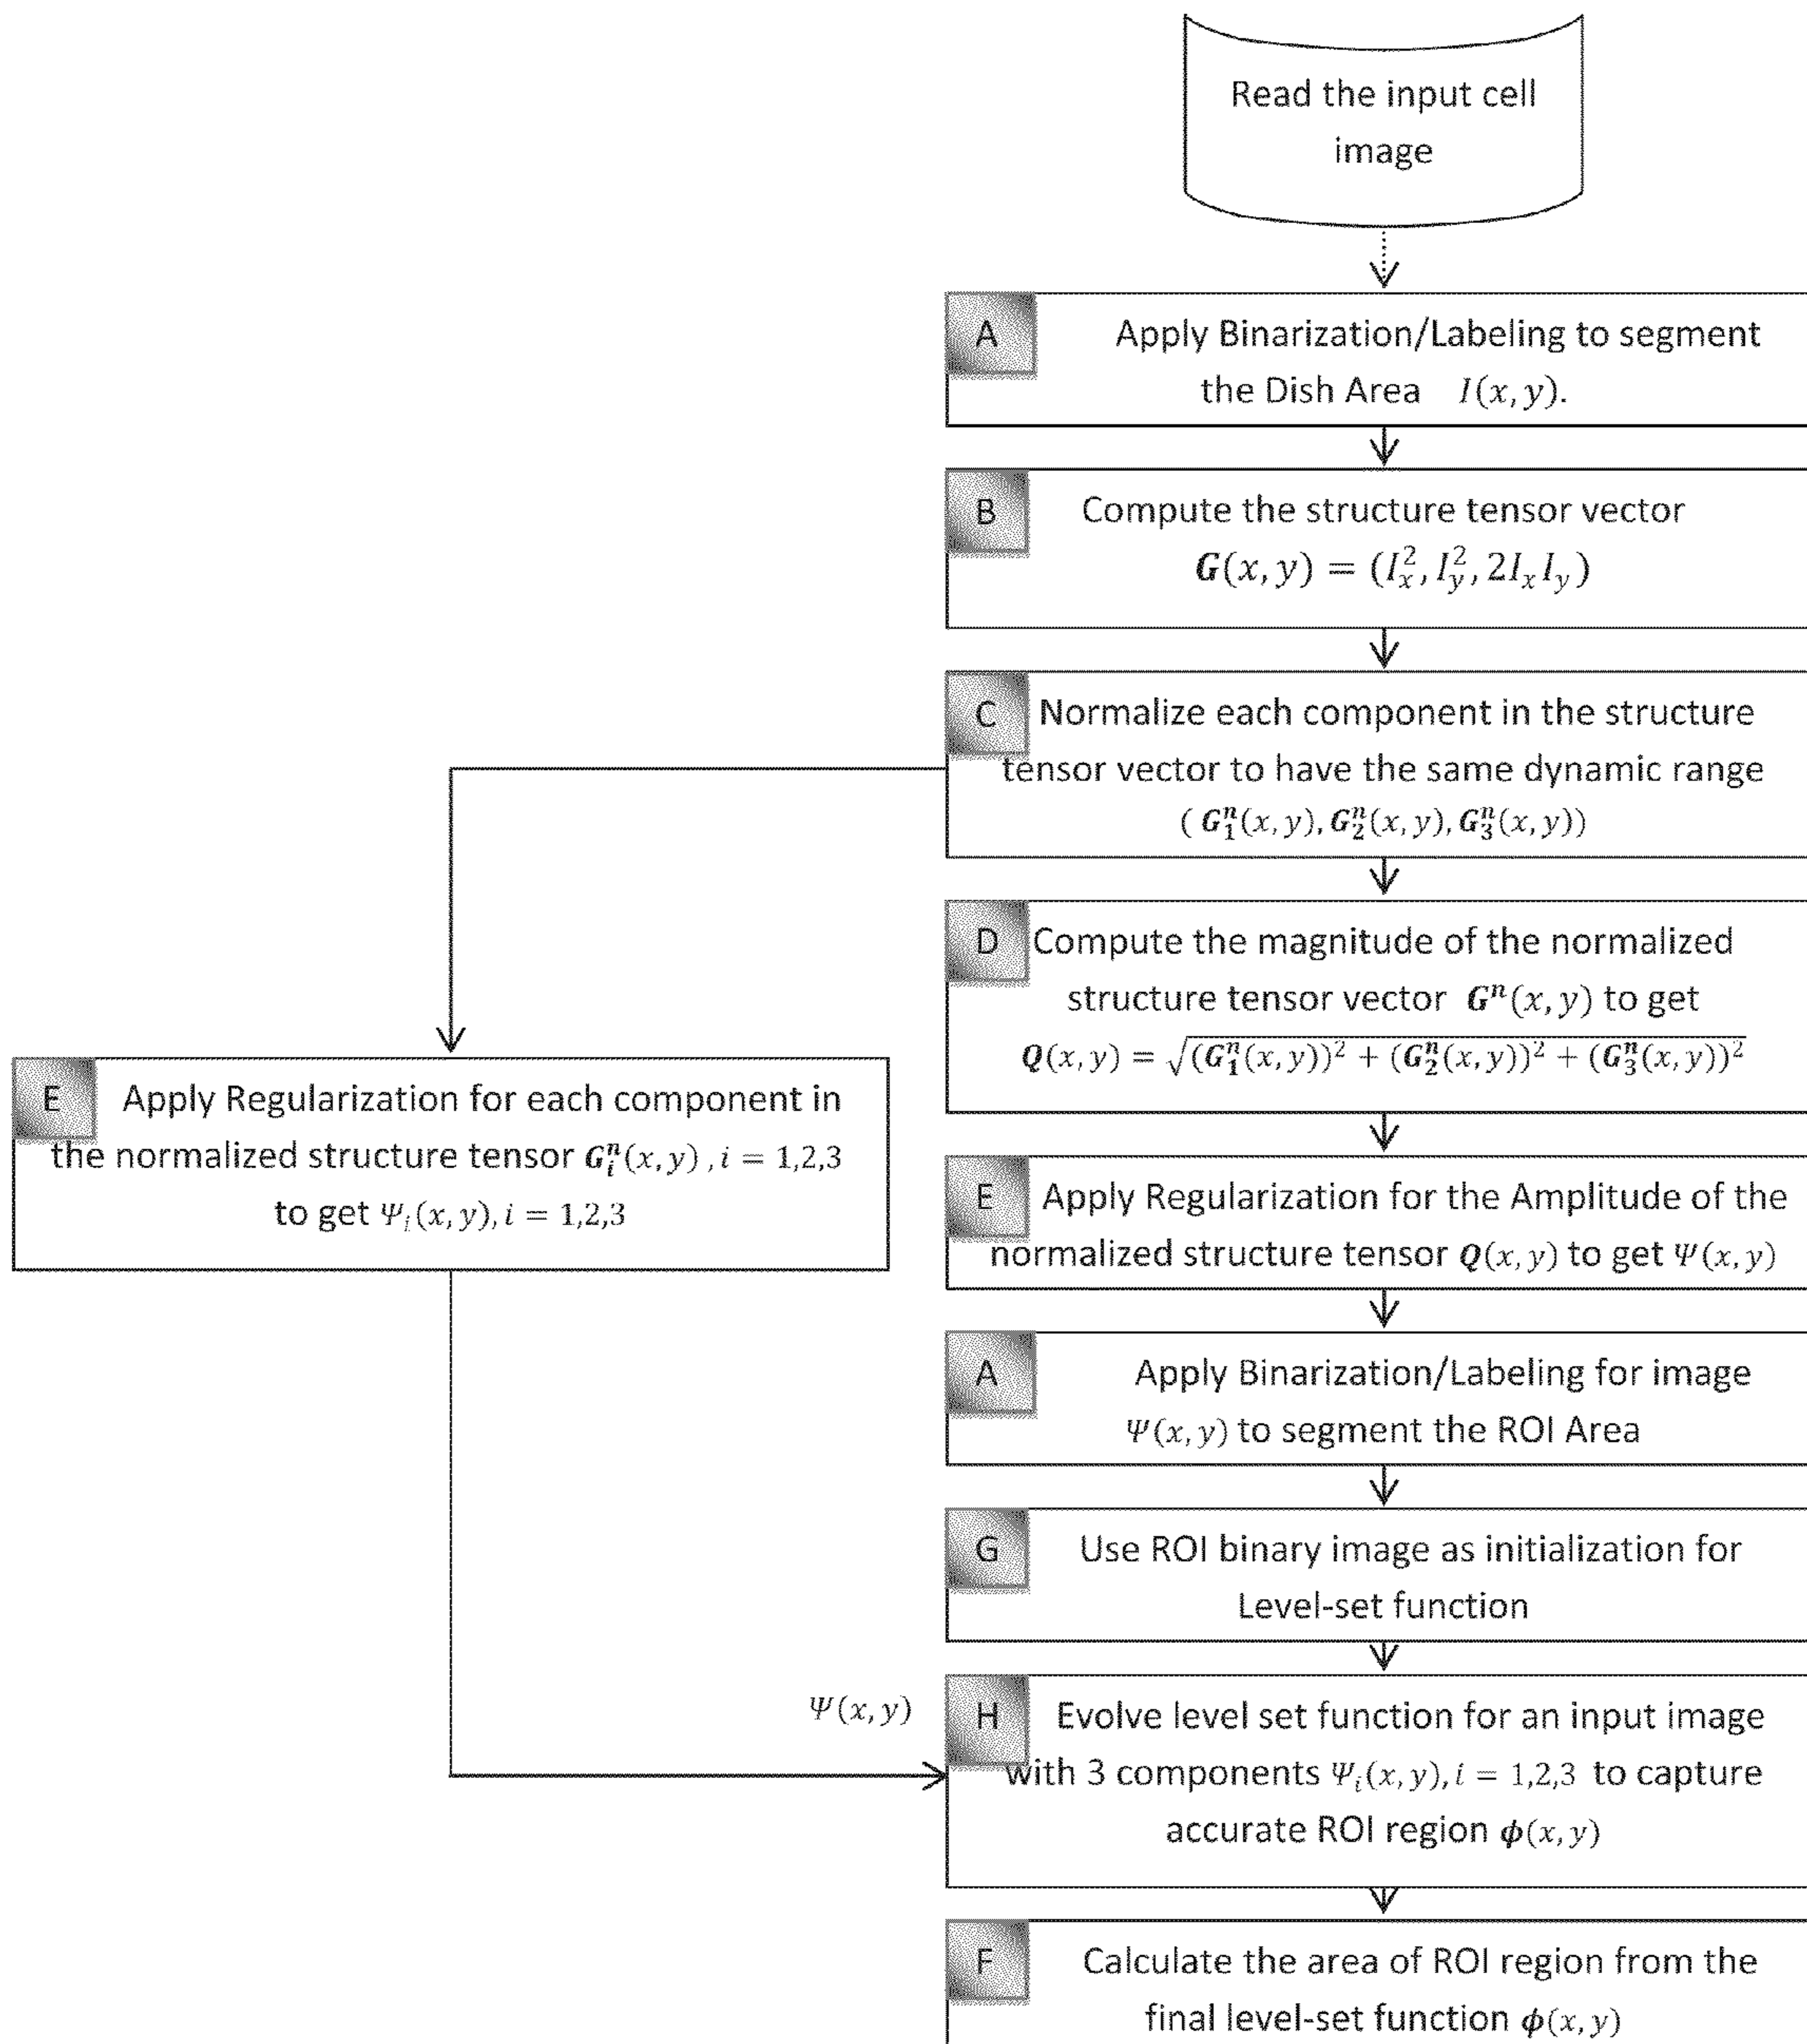 Read the input cell
image
A
Apply Binarization/Labeling to segment
the Dish Area I(x, y).
B
Compute the structure tensor vector
G(x, y) = (I_x^2, I_y^2, 2I_x I_y)
C
Normalize each component in the structure
tensor vector to have the same dynamic range
( G_1^n(x, y), G_2^n(x, y), G_3^n(x, y))
D
Compute the magnitude of the normalized
structure tensor vector G^n(x, y) to get
Q(x, y) = √((G_1^n(x, y))^2 + (G_2^n(x, y))^2 + (G_3^n(x, y))^2)
E
Apply Regularization for each component in
the normalized structure tensor G_i^n(x, y) , i = 1,2,3
to get Ψ_i(x, y), i = 1,2,3
E
Apply Regularization for the Amplitude of the
normalized structure tensor Q(x, y) to get Ψ(x, y)
A
Apply Binarization/Labeling for image
Ψ(x, y) to segment the ROI Area
G
Use ROI binary image as initialization for
Level-set function
Ψ(x, y)
H
Evolve level set function for an input image
with 3 components Ψ_i(x, y), i = 1,2,3 to capture
accurate ROI region ϕ(x, y)
F
Calculate the area of ROI region from the
final level-set function ϕ(x, y)